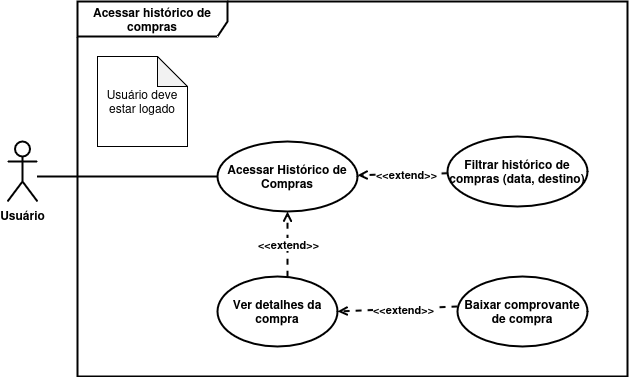 Acessar histórico de
compras
Usuário deve
estar logado
Acessar Histórico de
Compras
<<extend>>
Filtrar histórico de
compras (data, destino)
Usuário
<<extend>>
Ver detalhes da
compra
<<extend>>
Baixar comprovante
de compra